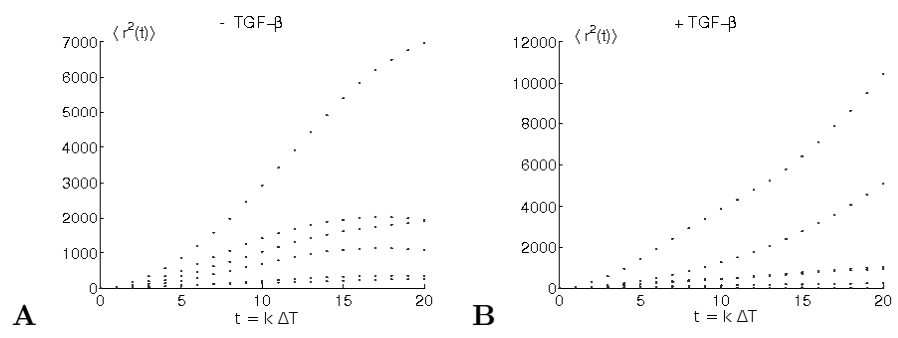 - TGF-β
⟨ r²(t)⟩
7000
6000
5000
4000
3000
2000
1000
0
0 5 10 15 20
t = k ΔT
A
+ TGF-β
⟨ r²(t)⟩
12000
10000
8000
6000
4000
2000
0
0 5 10 15 20
t = k ΔT
B